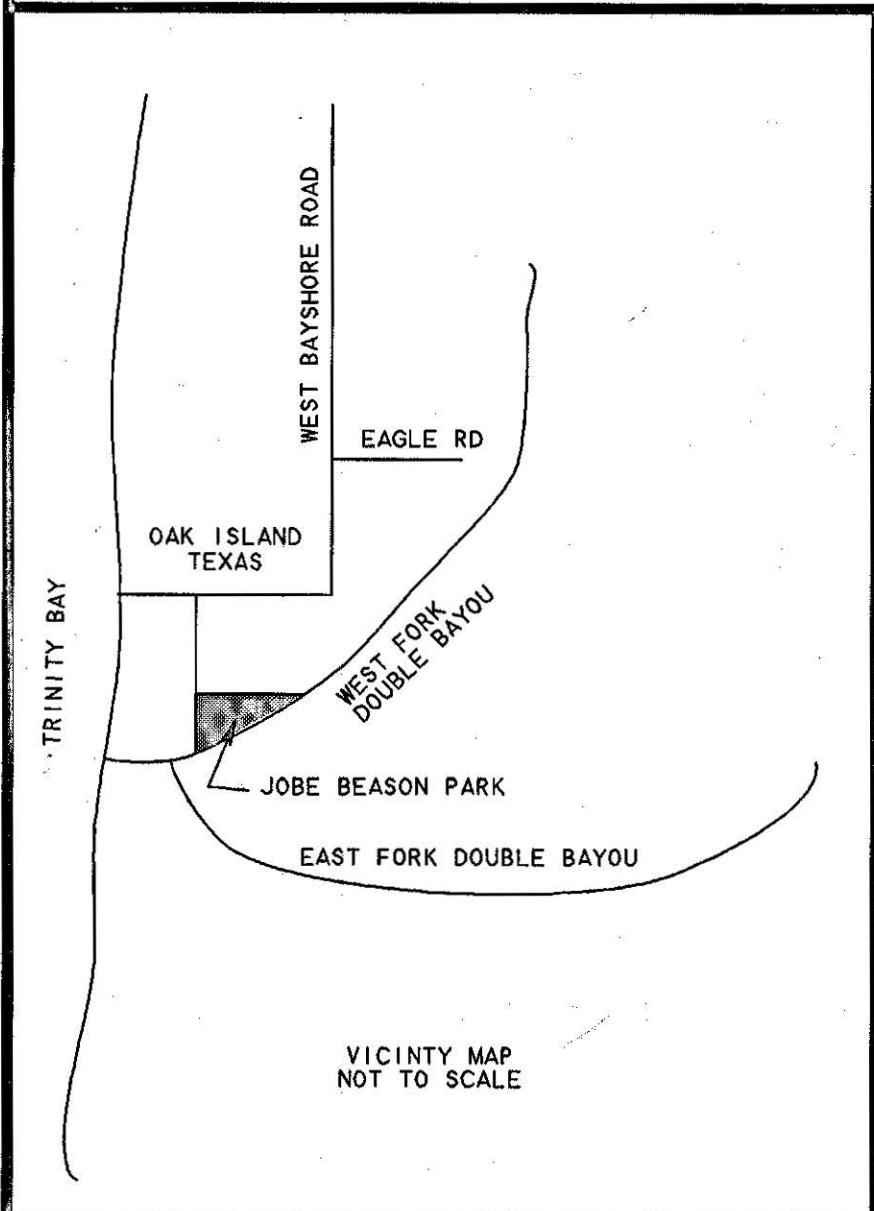 WEST BAYSHORE ROAD
EAGLE RD
OAK ISLAND
TEXAS
TRINITY BAY
WEST FORK
DOUBLE BAYOU
JOBE BEASON PARK
EAST FORK DOUBLE BAYOU
VICINTY MAP
NOT TO SCALE